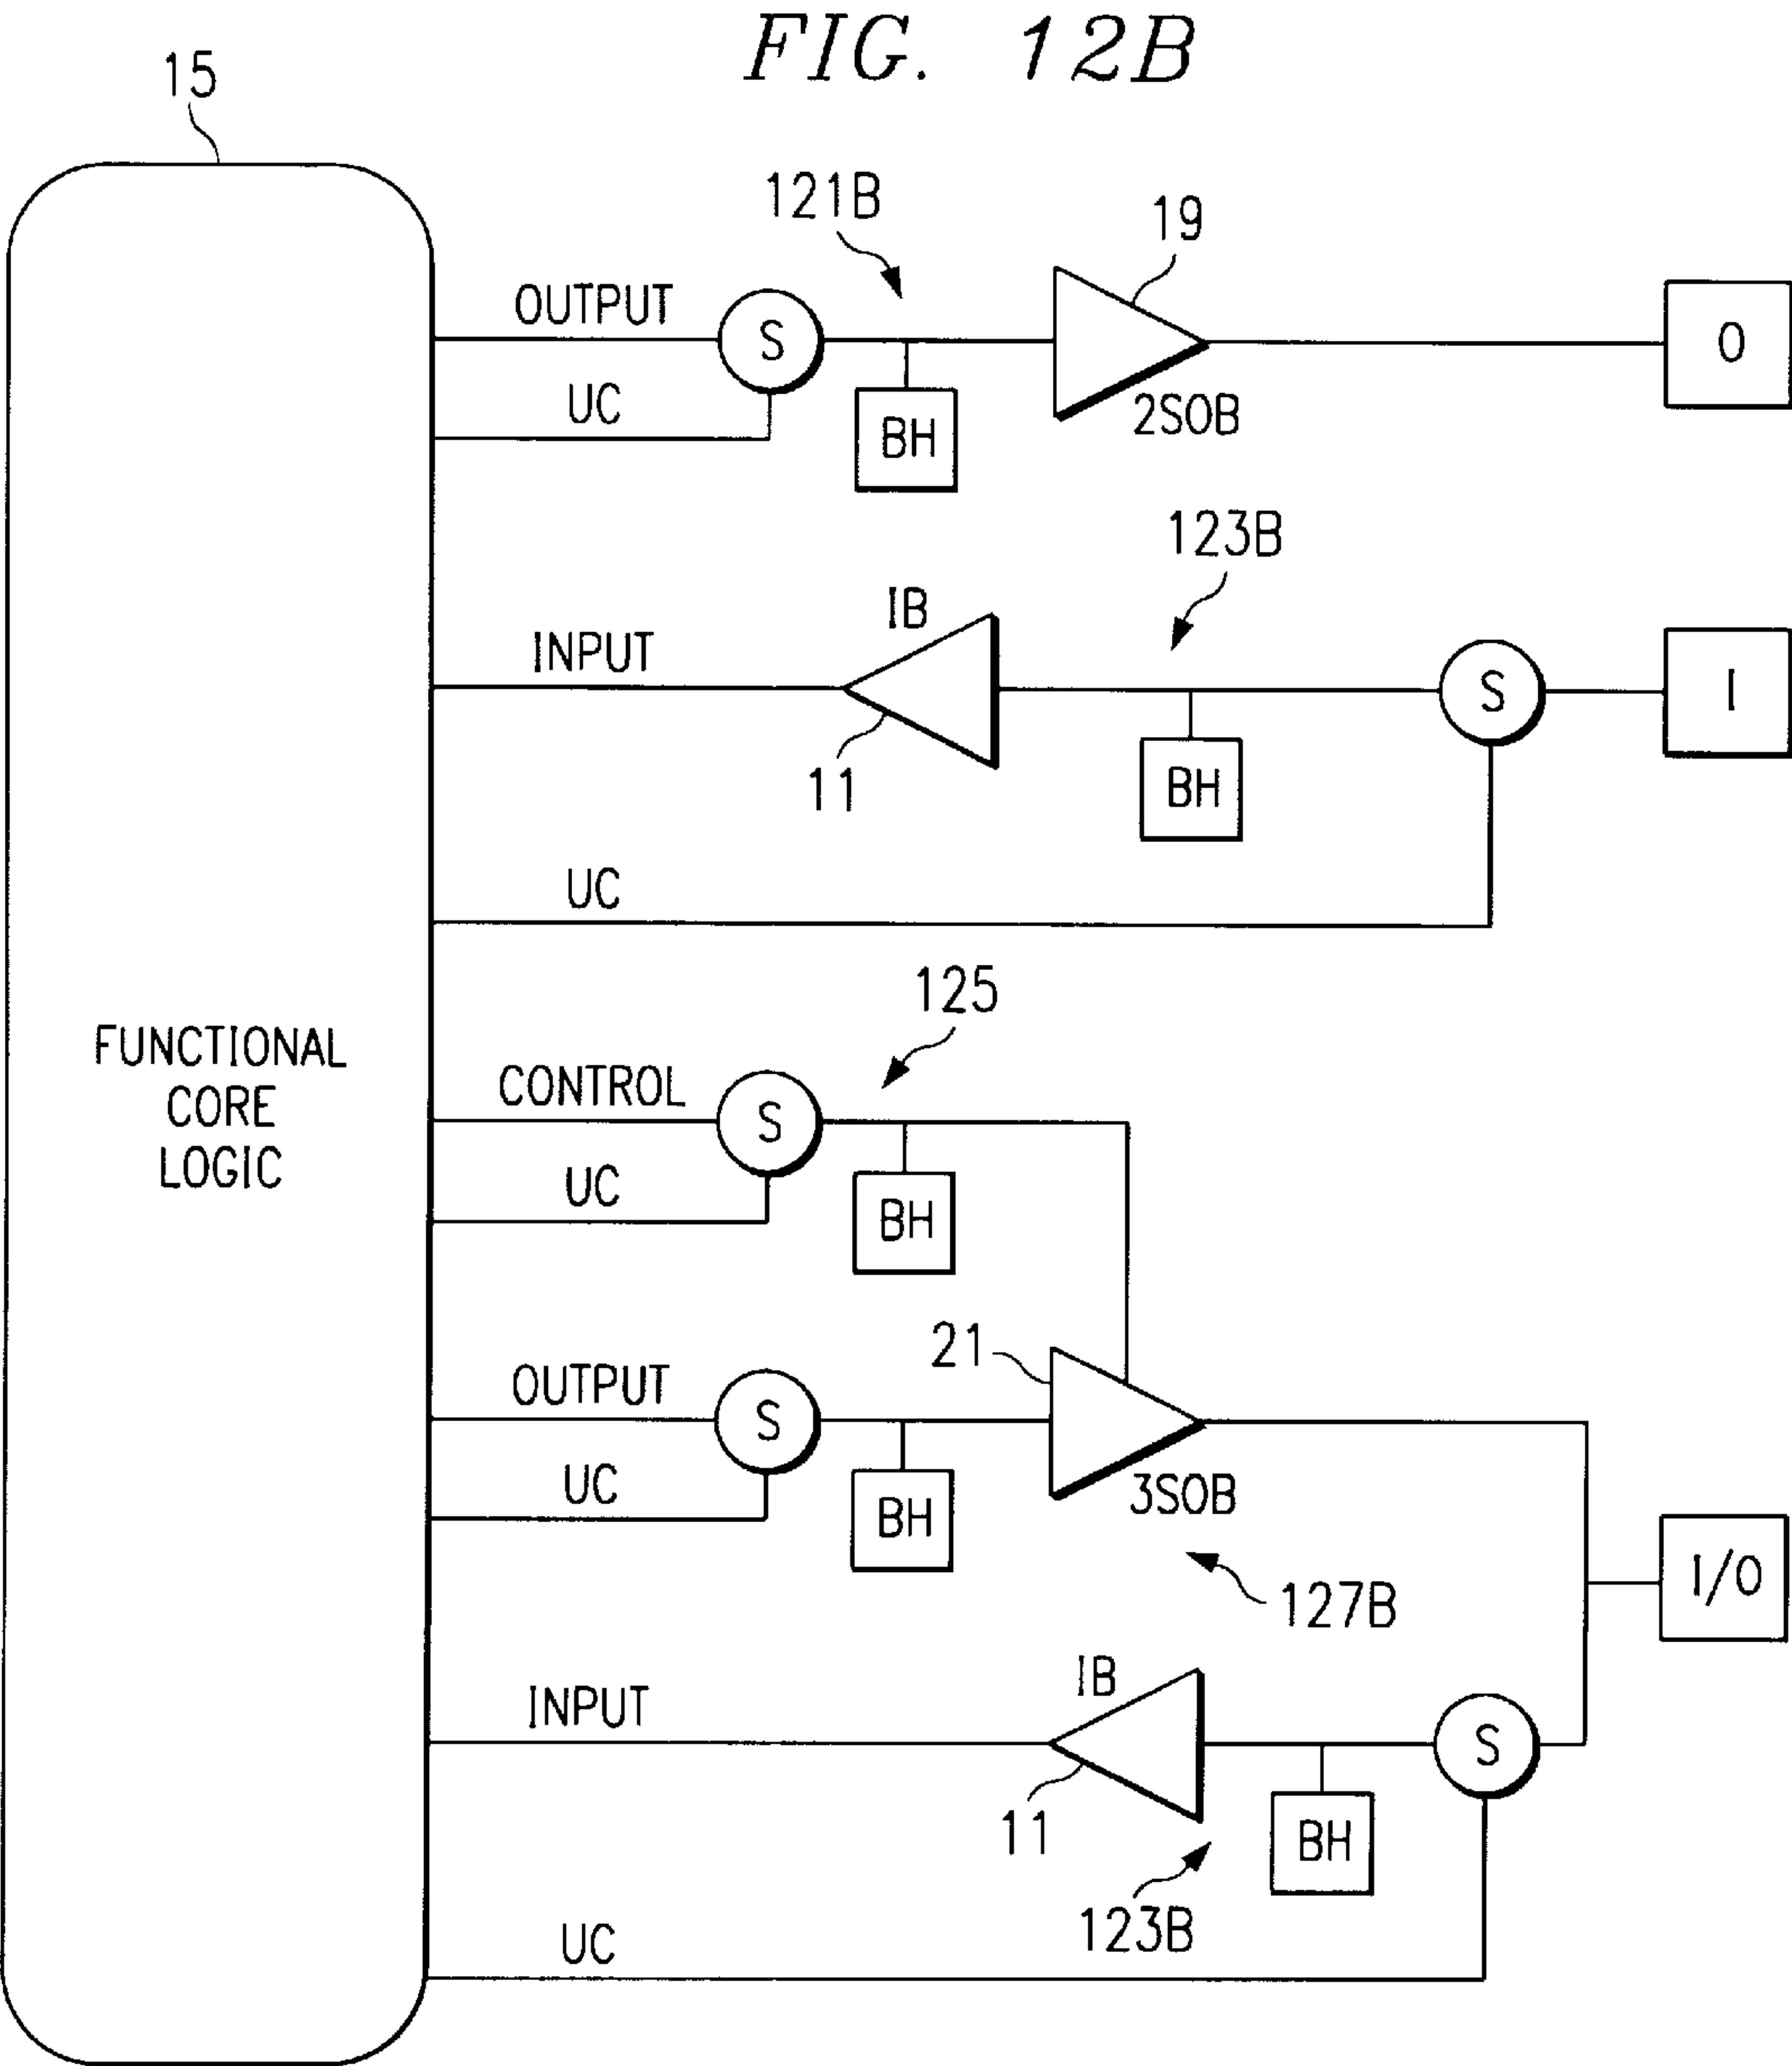 FIG. 12B
15
121B
19
OUTPUT
S
O
UC
BH
2SOB
123B
IB
INPUT
S
I
11
BH
UC
125
FUNCTIONAL
CORE
LOGIC
CONTROL
S
UC
BH
21
OUTPUT
S
UC
BH
3SOB
I/O
127B
IB
INPUT
S
11
BH
123B
UC